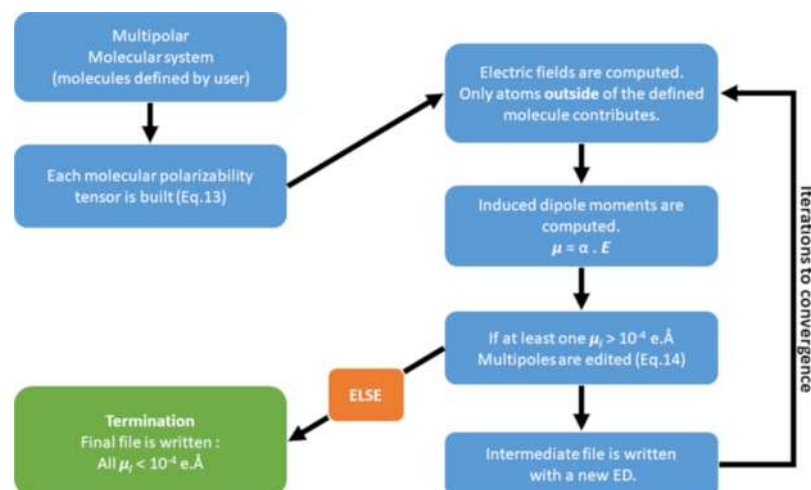 Multipolar
Molecular system
(molecules defined by user)
Each molecular polarizability
tensor is built (Eq.13)
Electric fields are computed.
Only atoms outside of the defined
molecule contributes.
Induced dipole moments are
computed.
μ = α . E
If at least one μi > 10⁻⁴ e.Å
Multipoles are edited (Eq.14)
ELSE
Termination
Final file is written :
All μi < 10⁻⁴ e.Å
Intermediate file is written
with a new ED.
Iterations to convergence